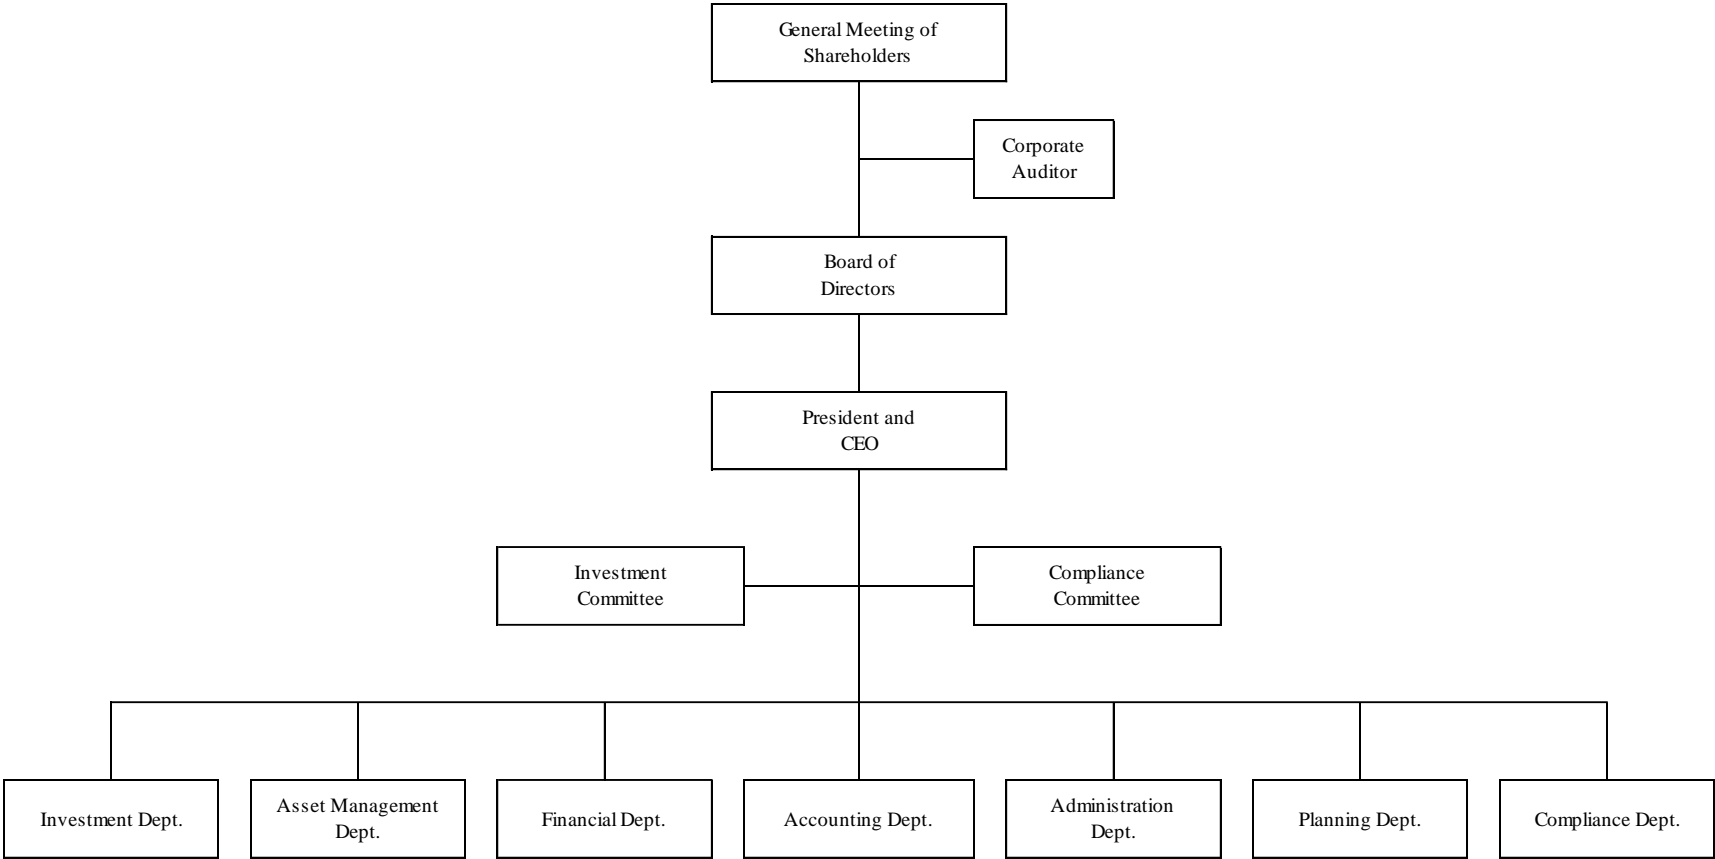 General Meeting of
Shareholders
Corporate
Auditor
Board of
Directors
President and
CEO
Investment
Committee
Compliance
Committee
Investment Dept.
Asset Management
Dept.
Financial Dept.
Accounting Dept.
Administration
Dept.
Planning Dept.
Compliance Dept.